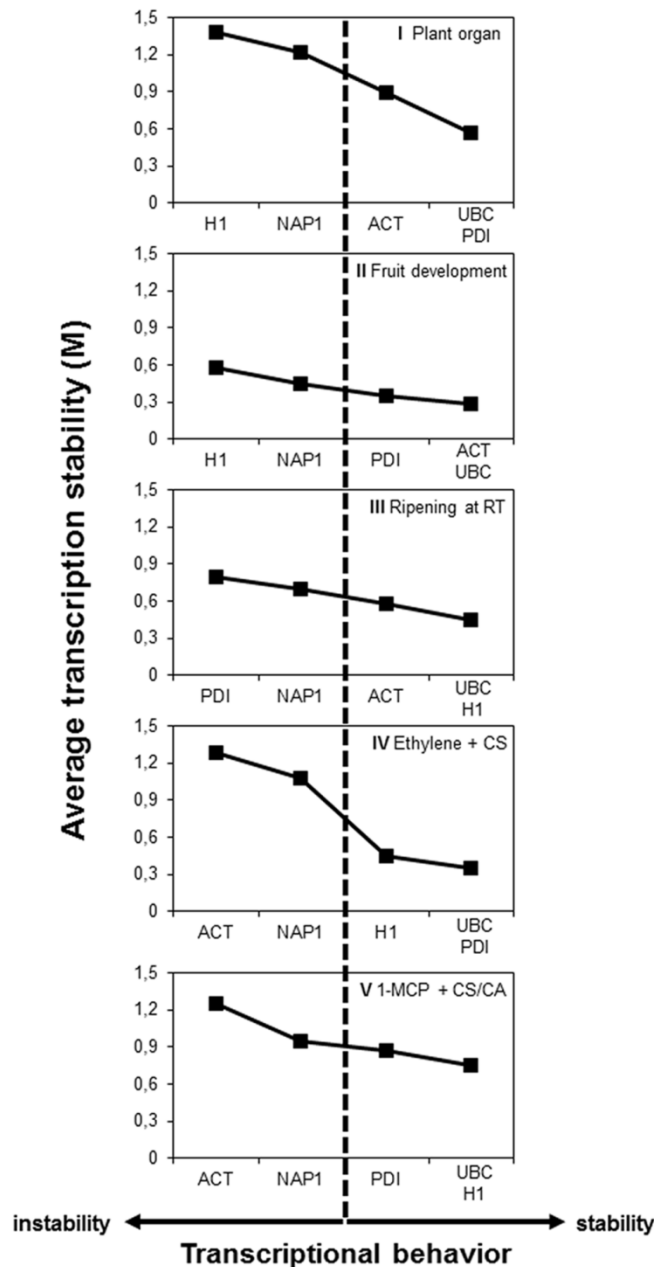 Average transcription stability (M)
I Plant organ
1,5
1,2
0,9
0,6
0,3
0
H1 NAP1 ACT UBC
PDI
II Fruit development
1,5
1,2
0,9
0,6
0,3
0
H1 NAP1 PDI ACT
UBC
III Ripening at RT
1,5
1,2
0,9
0,6
0,3
0
PDI NAP1 ACT UBC
H1
IV Ethylene + CS
1,5
1,2
0,9
0,6
0,3
0
ACT NAP1 H1 UBC
PDI
V 1-MCP + CS/CA
1,5
1,2
0,9
0,6
0,3
0
ACT NAP1 PDI UBC
H1
instability stability
Transcriptional behavior